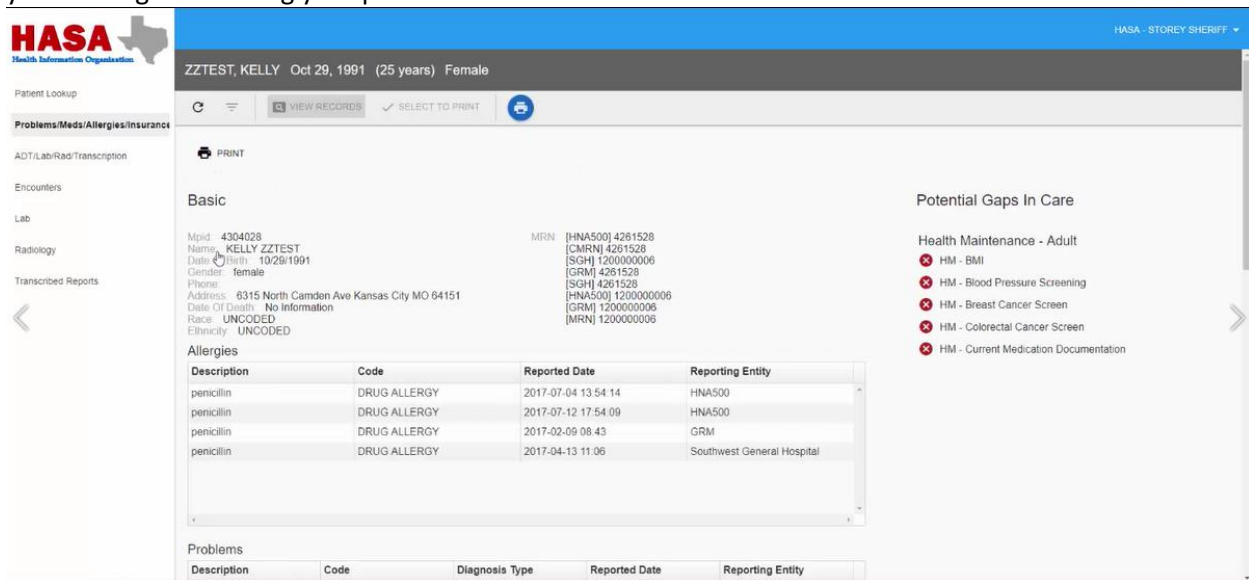 HASA
Health Information Organization
HASA - STOREY SHERIFF
ZZTEST, KELLY Oct 29, 1991 (25 years) Female
Patient Lookup
VIEW RECORDS SELECT TO PRINT
Problems/Meds/Allergies/Insurance
ADT/Lab/Rad/Transcription
PRINT
Encounters
Lab
Radiology
Transcribed Reports
Basic
Mpid: 4304028
Name: KELLY ZZTEST
Date Birth: 10/29/1991
Gender: female
Phone:
Address: 6315 North Camden Ave Kansas City MO 64151
Date Of Death: No Information
Race: UNCODED
Ethnicity: UNCODED
MRN: [HNA500] 4261528
[CMRN] 4261528
[SGH] 1200000006
[GRM] 4261528
[SGH] 4261528
[HNA500] 1200000006
[GRM] 1200000006
[MRN] 1200000006
Potential Gaps In Care
Health Maintenance - Adult
HM - BMI
HM - Blood Pressure Screening
HM - Breast Cancer Screen
HM - Colorectal Cancer Screen
HM - Current Medication Documentation
Allergies
Description Code Reported Date Reporting Entity
penicillin DRUG ALLERGY 2017-07-04 13:54:14 HNA500
penicillin DRUG ALLERGY 2017-07-12 17:54:09 HNA500
penicillin DRUG ALLERGY 2017-02-09 08:43 GRM
penicillin DRUG ALLERGY 2017-04-13 11:06 Southwest General Hospital
Problems
Description Code Diagnosis Type Reported Date Reporting Entity